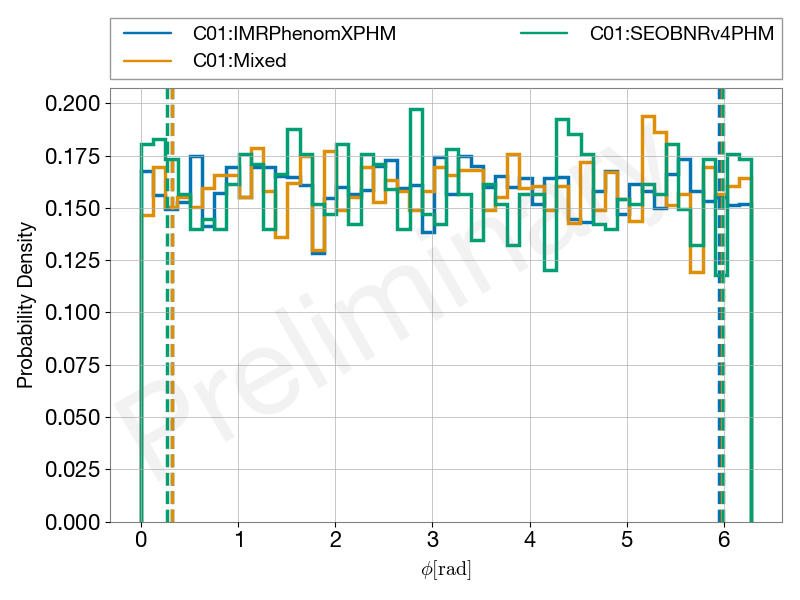 C01:IMRPhenomXPHM
C01:Mixed
C01:SEOBNRv4PHM
0.200
0.175
0.150
0.125
0.100
0.075
0.050
0.025
0.000
Probability Density
Preliminary
0 1 2 3 4 5 6
ϕ[rad]